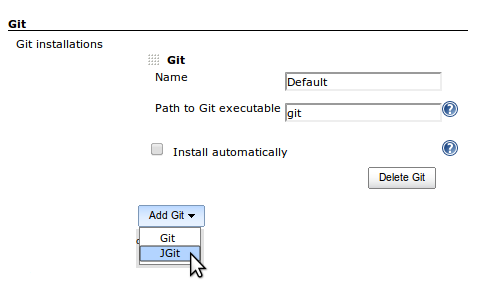 Git
Git installations
Git
Name
Default
Path to Git executable
git
Install automatically
Delete Git
Add Git
Git
JGit